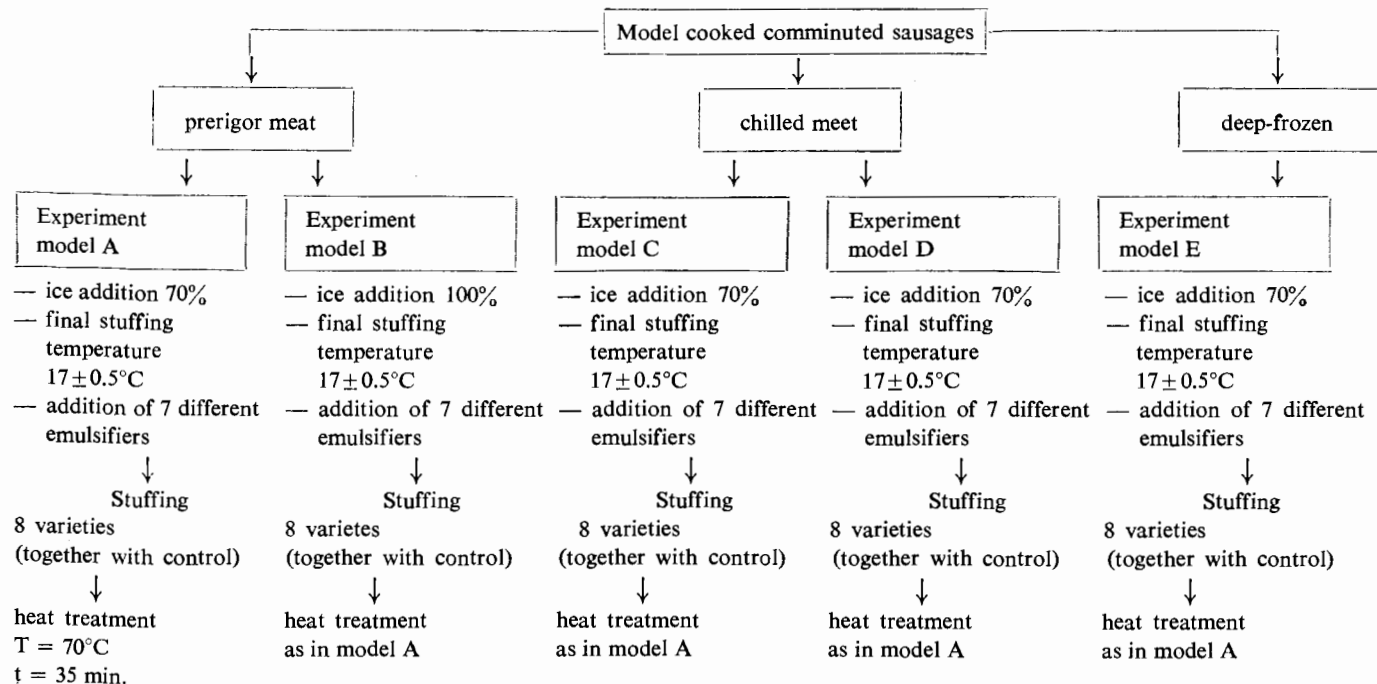 Model cooked comminuted sausages
prerigor meat
chilled meet
deep-frozen
Experiment
model A
Experiment
model B
Experiment
model C
Experiment
model D
Experiment
model E
— ice addition 70%
— final stuffing
temperature
17±0.5°C
— addition of 7 different
emulsifiers
— ice addition 100%
— final stuffing
temperature
17±0.5°C
— addition of 7 different
emulsifiers
— ice addition 70%
— final stuffing
temperature
17±0.5°C
— addition of 7 different
emulsifiers
— ice addition 70%
— final stuffing
temperature
17±0.5°C
— addition of 7 different
emulsifiers
— ice addition 70%
— final stuffing
temperature
17±0.5°C
— addition of 7 different
emulsifiers
Stuffing
8 varieties
(together with control)
Stuffing
8 varietes
(together with control)
Stuffing
8 varieties
(together with control)
Stuffing
8 varieties
(together with control)
Stuffing
8 varieties
(together with control)
heat treatment
T = 70°C
t = 35 min.
heat treatment
as in model A
heat treatment
as in model A
heat treatment
as in model A
heat treatment
as in model A